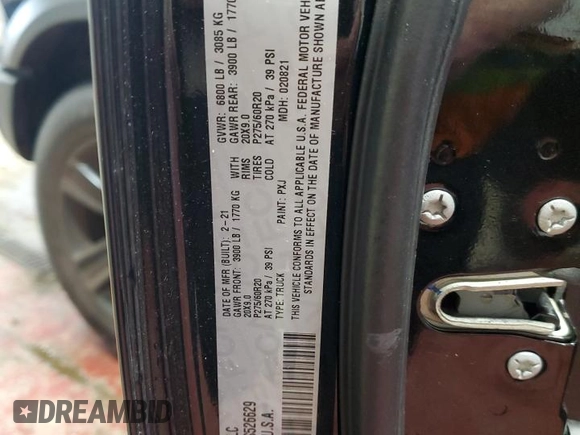 GVWR: 6800 LB / 3085 KG
GAWR REAR: 3900 LB / 1770
WITH 20X9.0
RIMS P275/60R20
TIRES AT 270 kPa / 39 PSI
COLD
MDH: 020821
DATE OF MFR (BUILT): 2-21
GAWR FRONT: 3900 LB / 1770 KG
20X9.0
P275/60R20
AT 270 kPa / 39 PSI
TYPE: TRUCK
PAINT: PXJ
THIS VEHICLE CONFORMS TO ALL APPLICABLE U.S.A. FEDERAL MOTOR VEH
STANDARDS IN EFFECT ON THE DATE OF MANUFACTURE SHOWN
LC
S526629
U.S.A.
DREAMBID